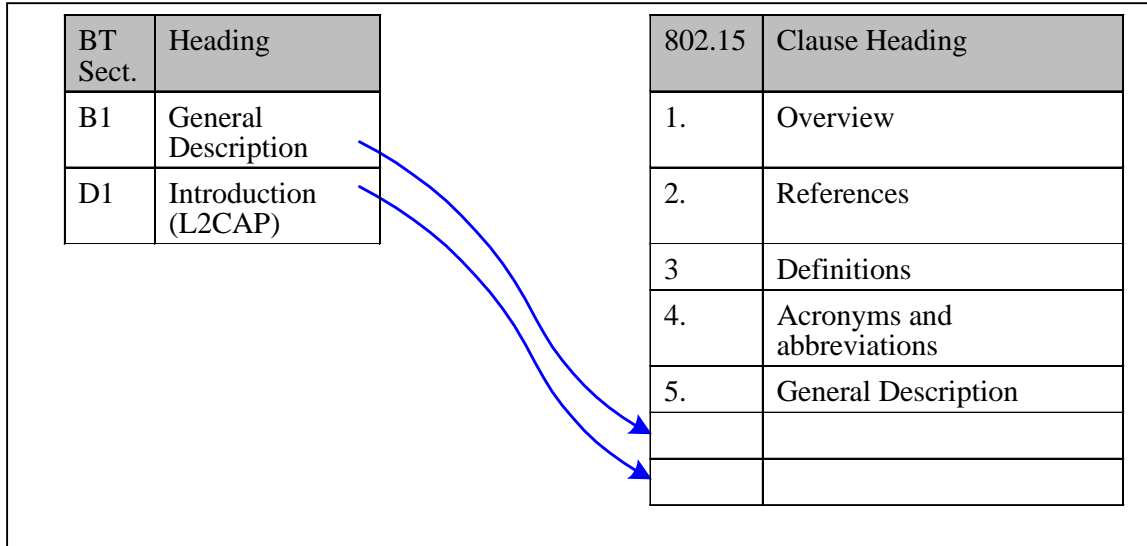 BT Sect. Heading
B1 General Description
D1 Introduction (L2CAP)
802.15 Clause Heading
1. Overview
2. References
3 Definitions
4. Acronyms and abbreviations
5. General Description